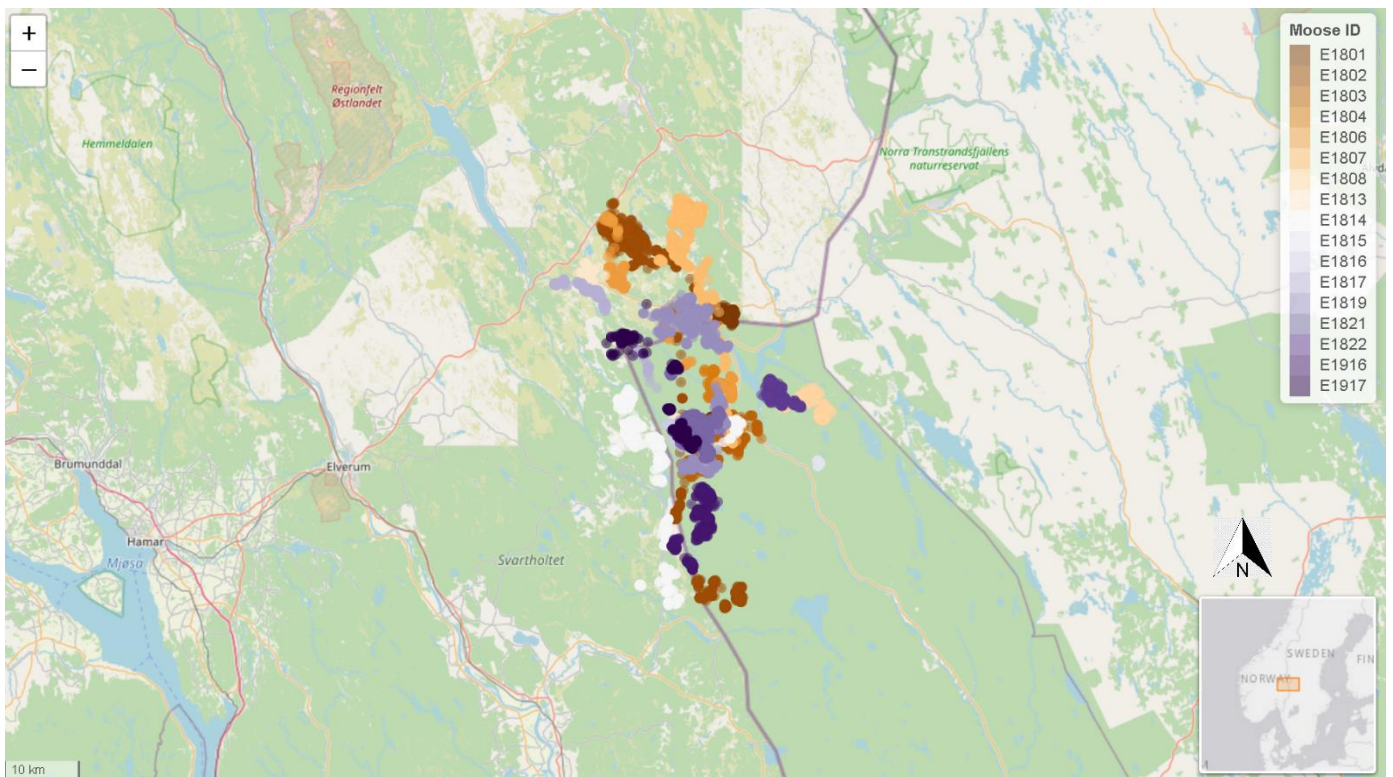 +
−
Regionfelt
Østlandet
Hemmeldalen
Norra Transtrandsfjällens
naturreservat
Moose ID
E1801
E1802
E1803
E1804
E1806
E1807
E1808
E1813
E1814
E1815
E1816
E1817
E1819
E1821
E1822
E1916
E1917
Brumunddal
Elverum
Hamar
Mjøsa
Svartholtet
N
SWEDEN
FIN
NORWAY
10 km